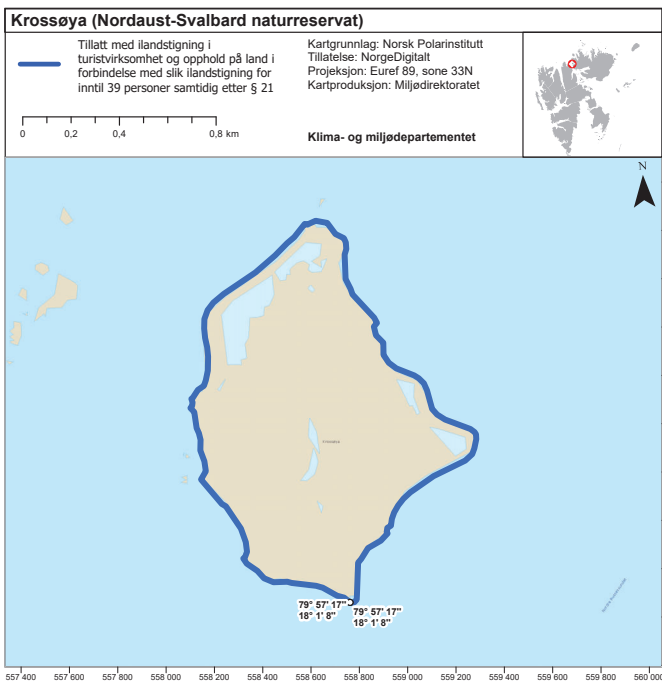 Krossøya (Nordaust-Svalbard naturreservat)
Tillatt med ilandstigning i
turistvirksomhet og opphold på land i
forbindelse med slik ilandstigning for
inntil 39 personer samtidig etter § 21
0 0,2 0,4 0,8 km
Kartgrunnlag: Norsk Polarinstitutt
Tillatelse: NorgeDigitalt
Projeksjon: Euref 89, sone 33N
Kartproduksjon: Miljødirektoratet
Klima- og miljødepartementet
N
79° 57' 17"
18° 1' 8"
79° 57' 17"
18° 1' 8"
557 400 557 600 557 800 558 000 558 200 558 400 558 600 558 800 559 000 559 200 559 400 559 600 559 800 560 000